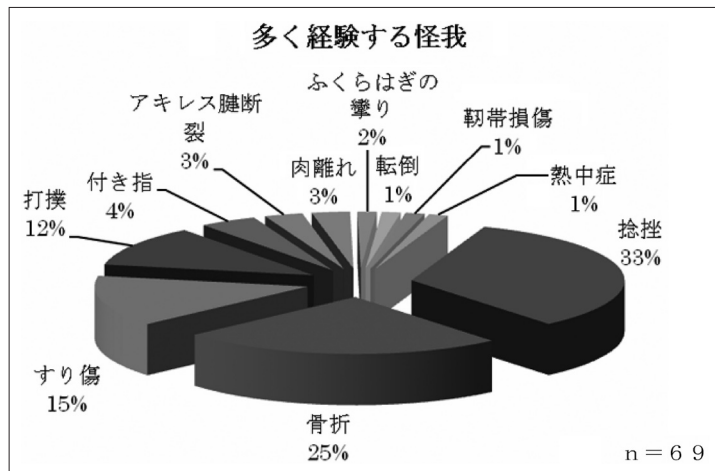 多く経験する怪我
ふくらはぎの
攣り
2%
靭帯損傷
1%
アキレス腱断
裂
3%
肉離れ
3%
転倒
1%
熱中症
1%
付き指
4%
打撲
12%
捻挫
33%
すり傷
15%
骨折
25%
n=69